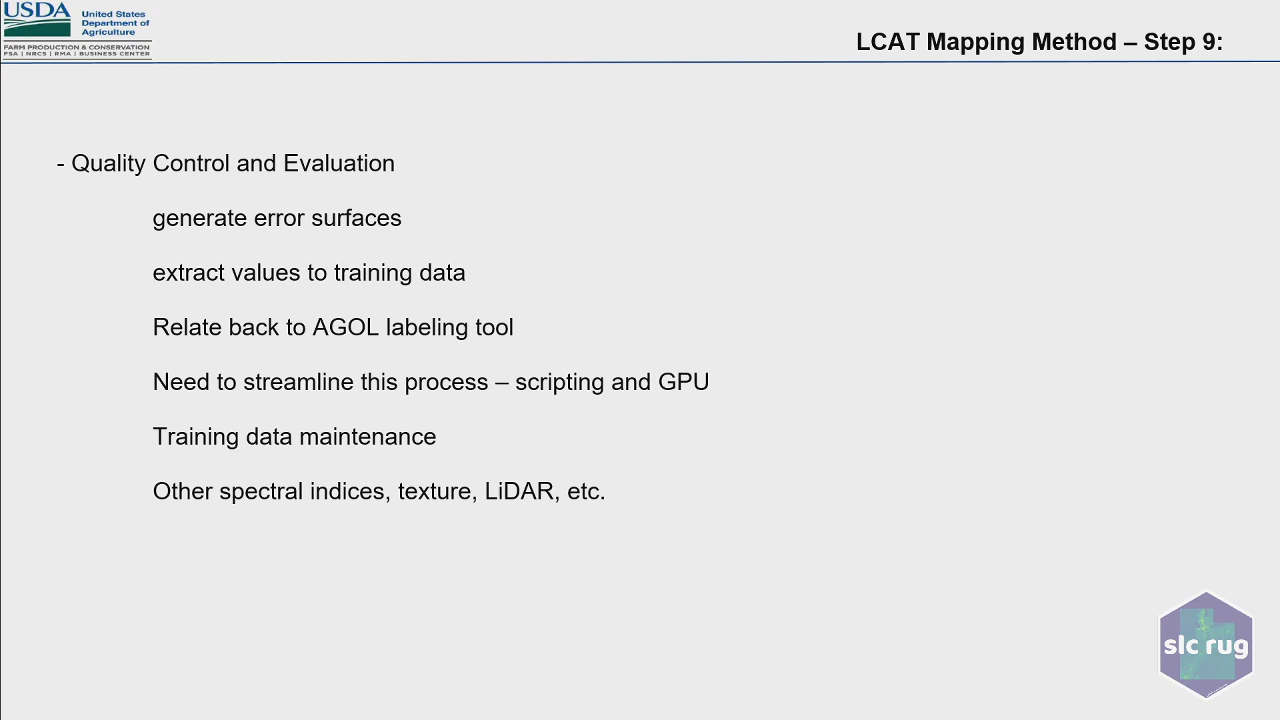 USDA
United States
Department of
Agriculture
FARM PRODUCTION & CONSERVATION
FSA | NRCS | RMA | BUSINESS CENTER
LCAT Mapping Method – Step 9:
- Quality Control and Evaluation
generate error surfaces
extract values to training data
Relate back to AGOL labeling tool
Need to streamline this process – scripting and GPU
Training data maintenance
Other spectral indices, texture, LiDAR, etc.
slc rug